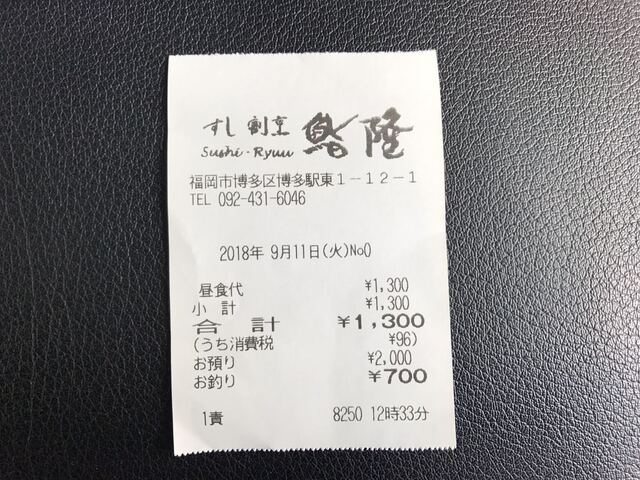 すし 割烹 鮨隆
Sushi-Ryuu
福岡市博多区博多駅東1-12-1
TEL 092-431-6046
2018年 9月11日(火)No0
昼食代 ¥1,300
小 計 ¥1,300
合 計 ¥1,300
(うち消費税 ¥96)
お預り ¥2,000
お釣り ¥700
1責 8250 12時33分